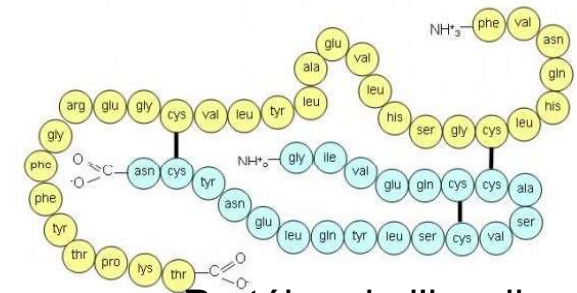 NH⁺₃ phe val asn gln his leu cys gly ser his leu val glu ala leu tyr leu val cys gly glu arg gly phe phe tyr thr pro lys thr C O O⁻
NH⁺ₒ gly ile val glu gln cys cys ala ser val cys ser leu tyr gln leu glu asn tyr cys asn C O ⁻O